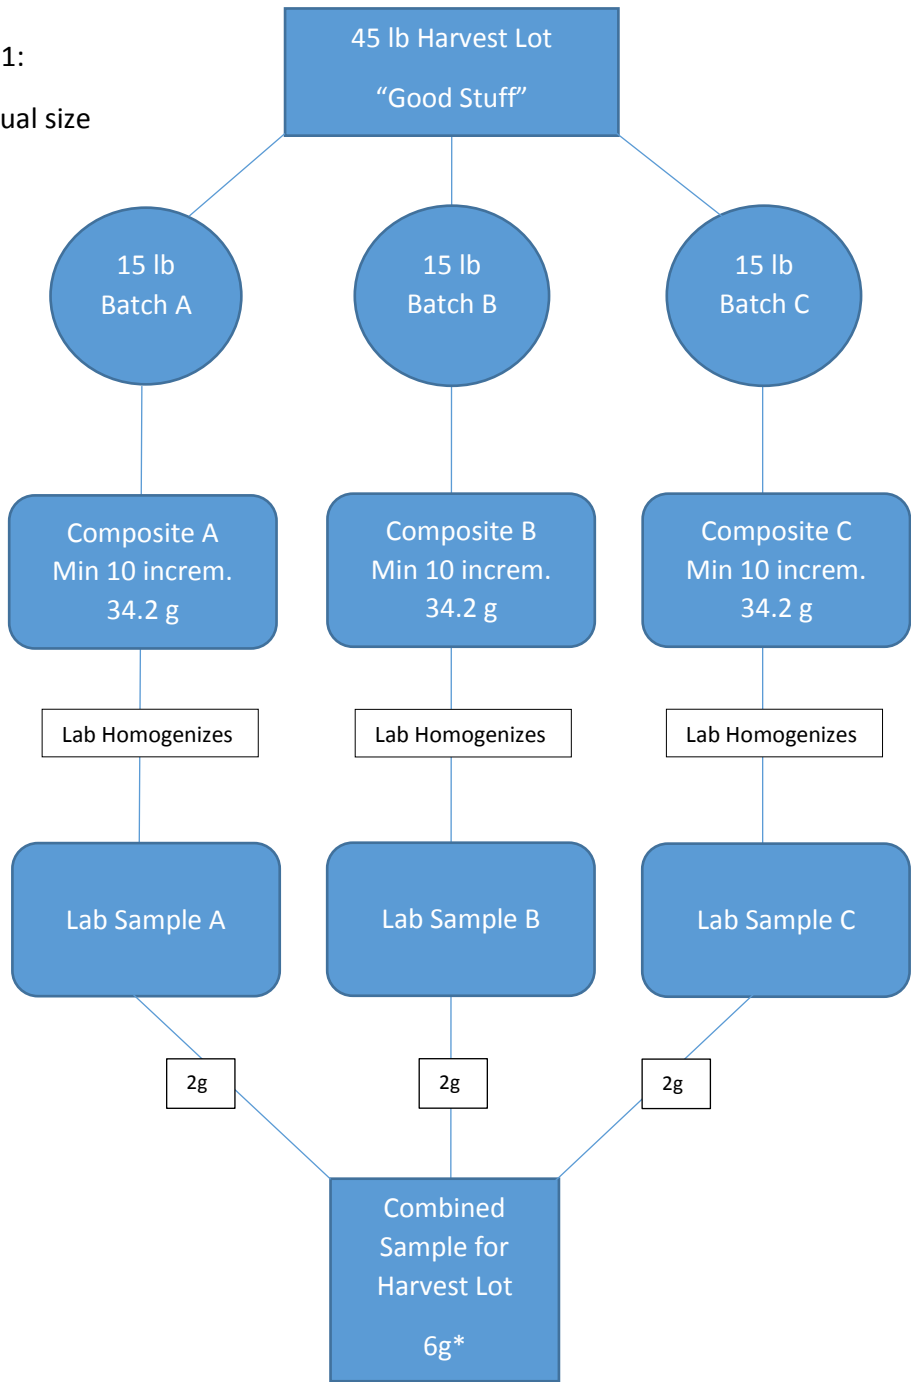 1:
ual size
45 lb Harvest Lot
“Good Stuff”
15 lb
Batch A
15 lb
Batch B
15 lb
Batch C
Composite A
Min 10 increm.
34.2 g
Composite B
Min 10 increm.
34.2 g
Composite C
Min 10 increm.
34.2 g
Lab Homogenizes
Lab Homogenizes
Lab Homogenizes
Lab Sample A
Lab Sample B
Lab Sample C
2g
2g
2g
Combined
Sample for
Harvest Lot
6g*